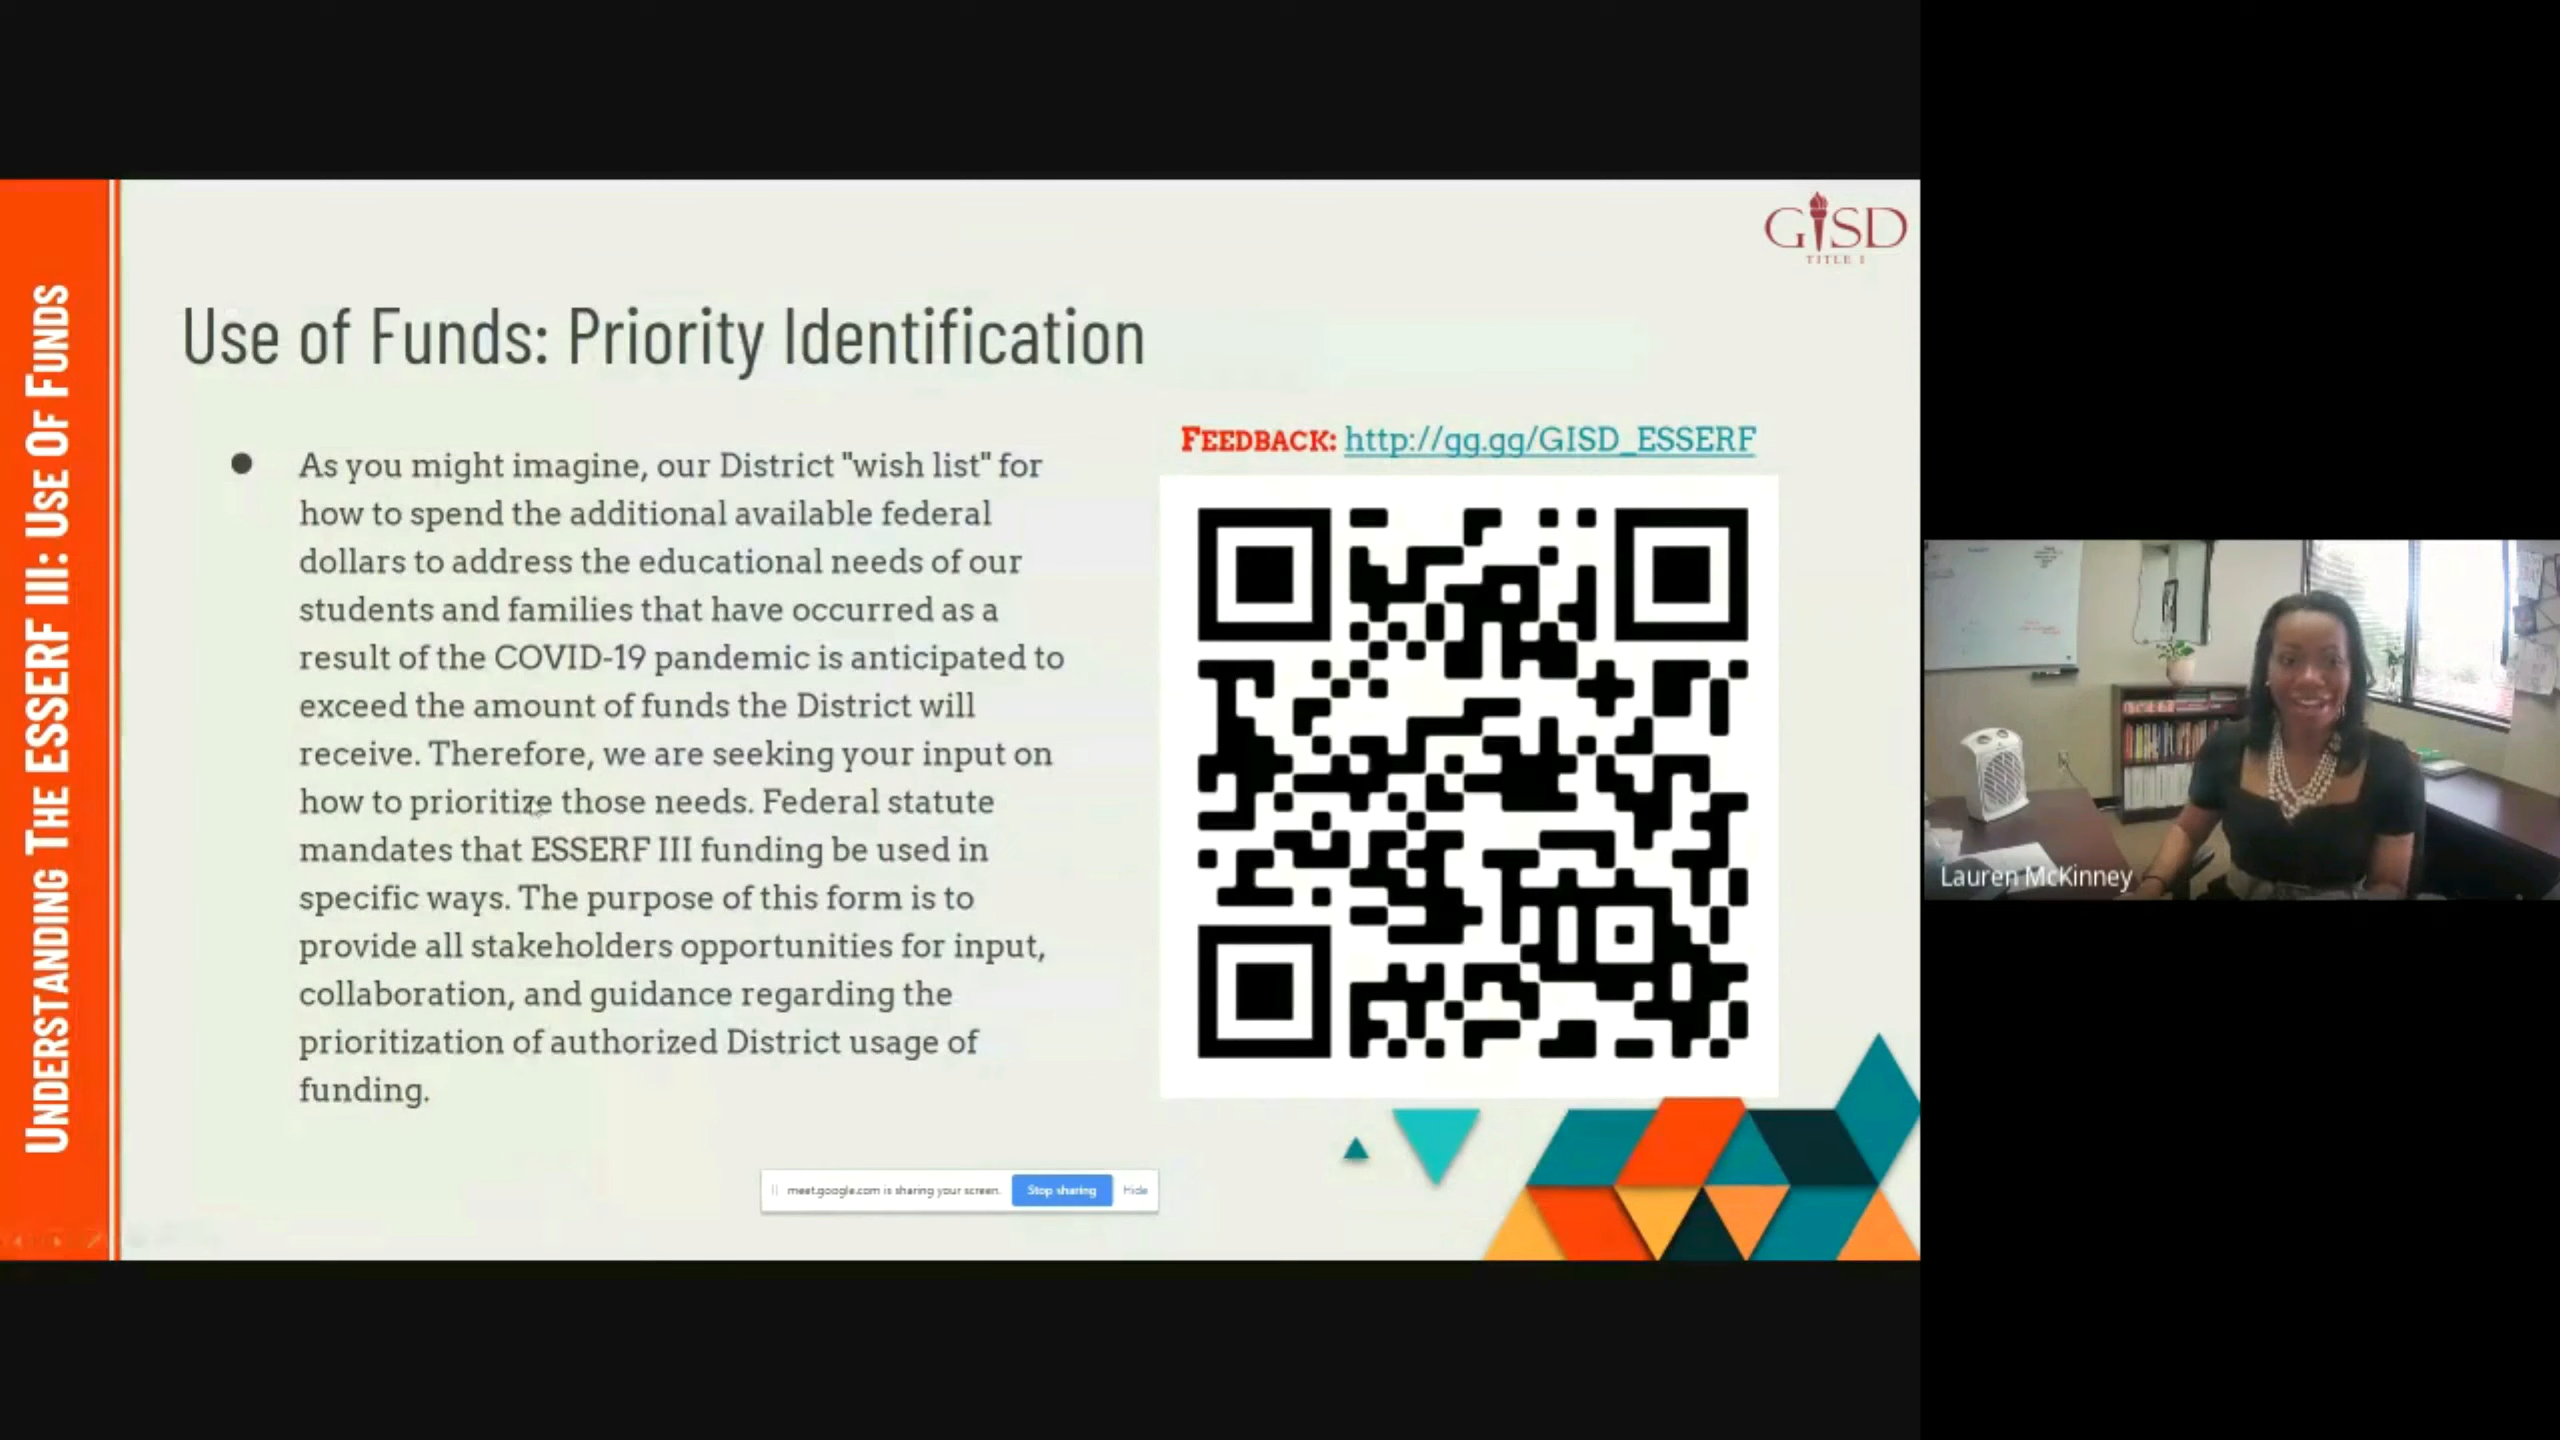 UNDERSTANDING THE ESSERF III: USE OF FUNDS
GISD
TITLE I
Use of Funds: Priority Identification
● As you might imagine, our District "wish list" for
how to spend the additional available federal
dollars to address the educational needs of our
students and families that have occurred as a
result of the COVID-19 pandemic is anticipated to
exceed the amount of funds the District will
receive. Therefore, we are seeking your input on
how to prioritize those needs. Federal statute
mandates that ESSERF III funding be used in
specific ways. The purpose of this form is to
provide all stakeholders opportunities for input,
collaboration, and guidance regarding the
prioritization of authorized District usage of
funding.
FEEDBACK: http://gg.gg/GISD_ESSERF
meet.google.com is sharing your screen.
Stop sharing
Hide
Lauren McKinney